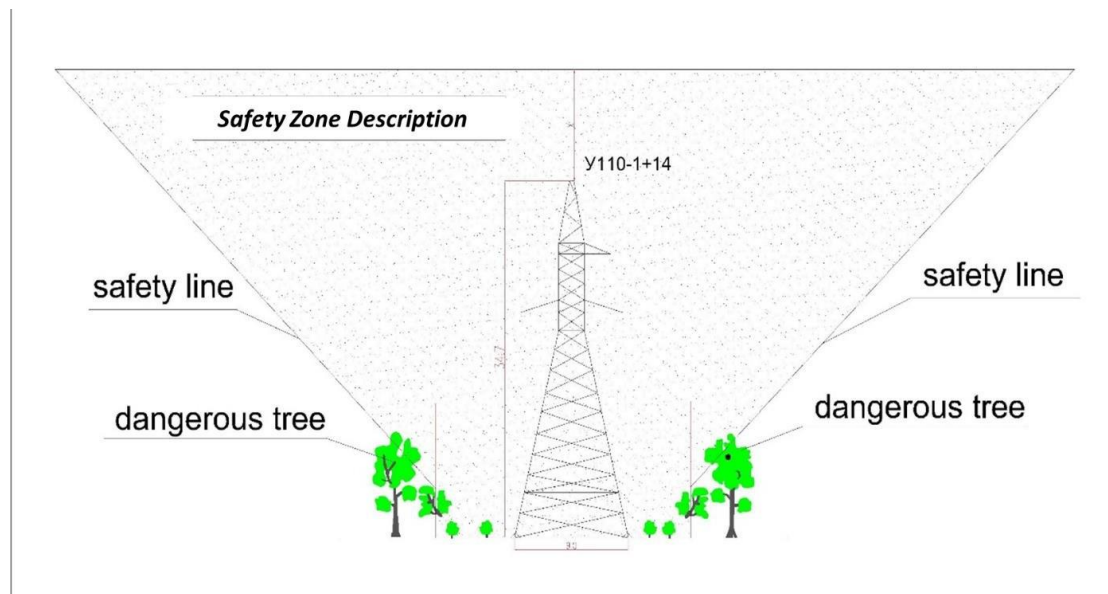 Safety Zone Description
У110-1+14
safety line
safety line
dangerous tree
dangerous tree